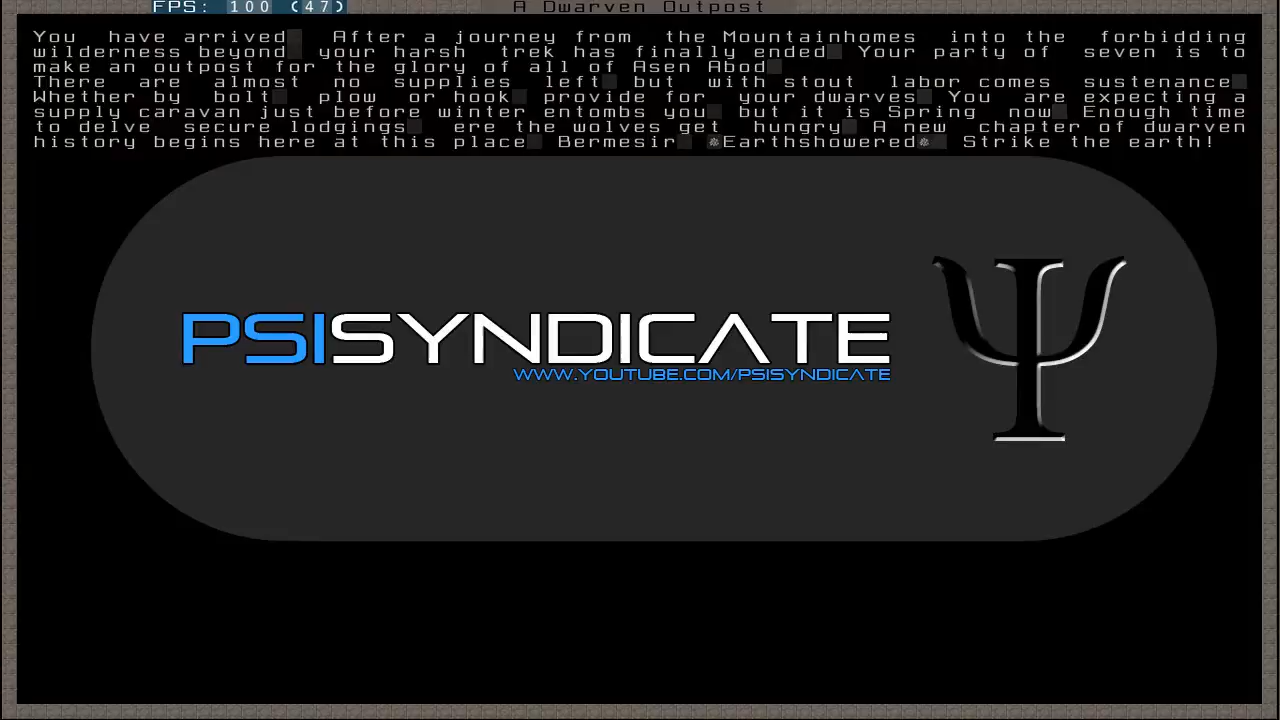 FPS: 100 (47)
A Dwarven Outpost
You have arrived. After a journey from the Mountainhomes into the forbidding
wilderness beyond, your harsh trek has finally ended. Your party of seven is to
make an outpost for the glory of all of Asen Abod.
There are almost no supplies left, but with stout labor comes sustenance.
Whether by bolt, plow or hook, provide for your dwarves. You are expecting a
supply caravan just before winter entombs you, but it is Spring now. Enough time
to delve secure lodgings, ere the wolves get hungry. A new chapter of dwarven
history begins here at this place, Bermesir, "Earthshowered". Strike the earth!
PSISYNDICATE
WWW.YOUTUBE.COM/PSISYNDICATE
Ψ